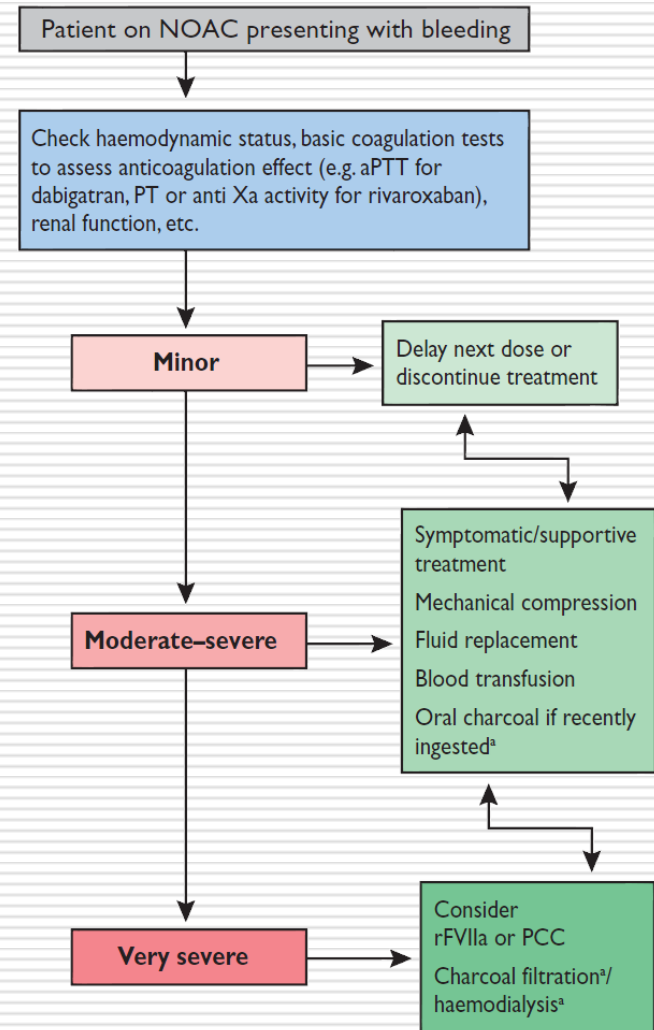 Patient on NOAC presenting with bleeding
Check haemodynamic status, basic coagulation tests
to assess anticoagulation effect (e.g. aPTT for
dabigatran, PT or anti Xa activity for rivaroxaban),
renal function, etc.
Minor
Delay next dose or
discontinue treatment
Symptomatic/supportive
treatment
Mechanical compression
Fluid replacement
Blood transfusion
Oral charcoal if recently
ingestedᵃ
Moderate–severe
Consider
rFVIIa or PCC
Charcoal filtrationᵃ/
haemodialysisᵃ
Very severe